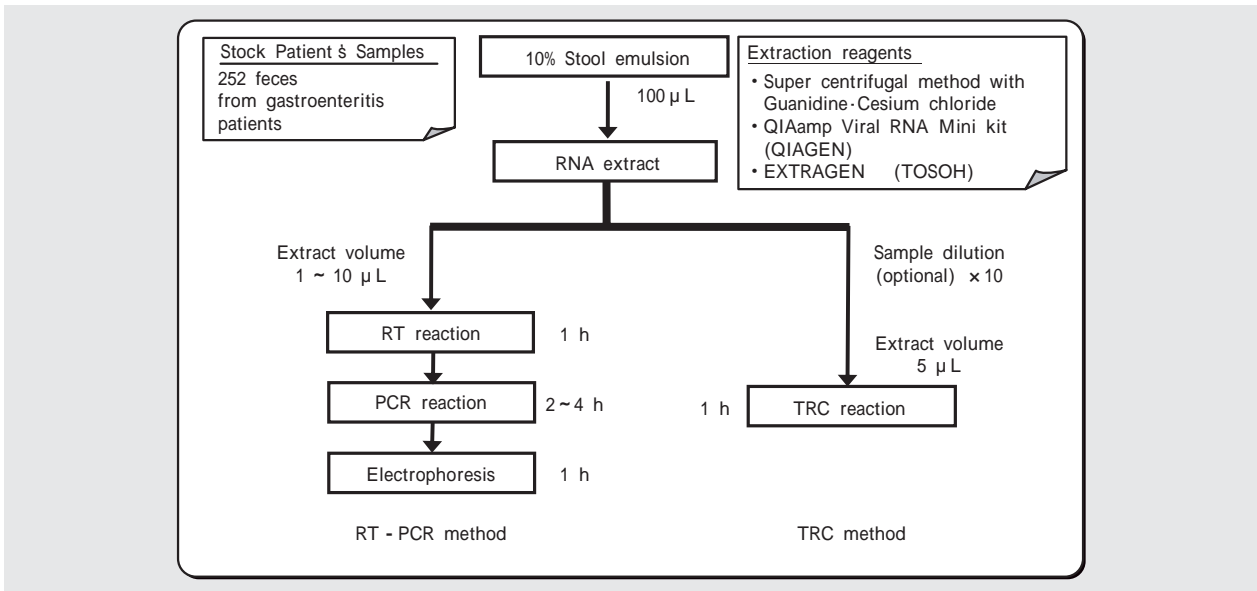 Stock Patient's Samples
252 feces
from gastroenteritis
patients
10% Stool emulsion
100 µL
Extraction reagents
・Super centrifugal method with
Guanidine·Cesium chloride
・QIAamp Viral RNA Mini kit
(QIAGEN)
・EXTRAGEN (TOSOH)
RNA extract
Extract volume
1 ~ 10 µL
Sample dilution
(optional) ×10
RT reaction
1 h
Extract volume
5 µL
PCR reaction
2~4 h
1 h
TRC reaction
Electrophoresis
1 h
RT - PCR method
TRC method